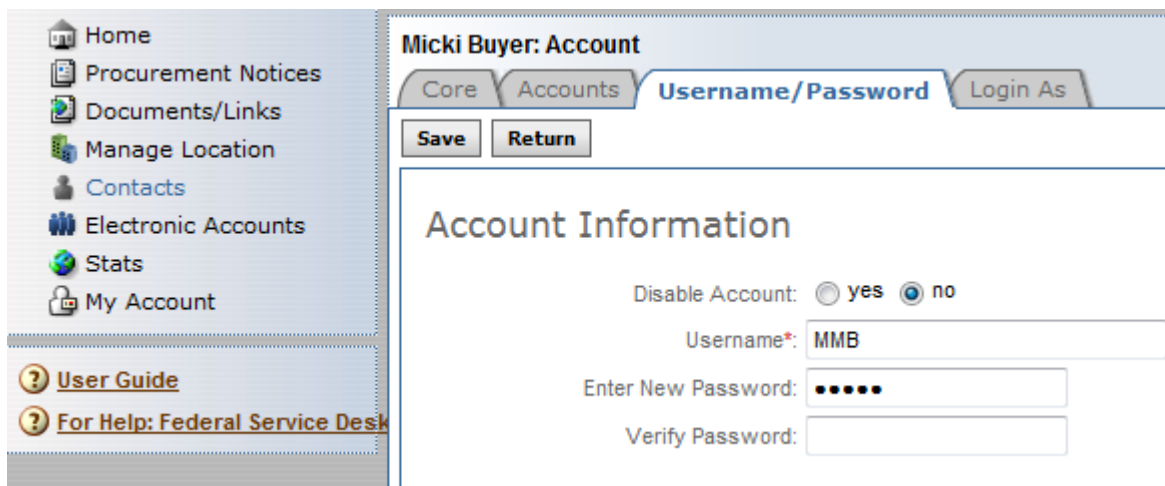 Home
Procurement Notices
Documents/Links
Manage Location
Contacts
Electronic Accounts
Stats
My Account
User Guide
For Help: Federal Service Desk
Micki Buyer: Account
Core Accounts Username/Password Login As
Save Return
Account Information
Disable Account: yes no
Username*: MMB
Enter New Password: •••••
Verify Password: